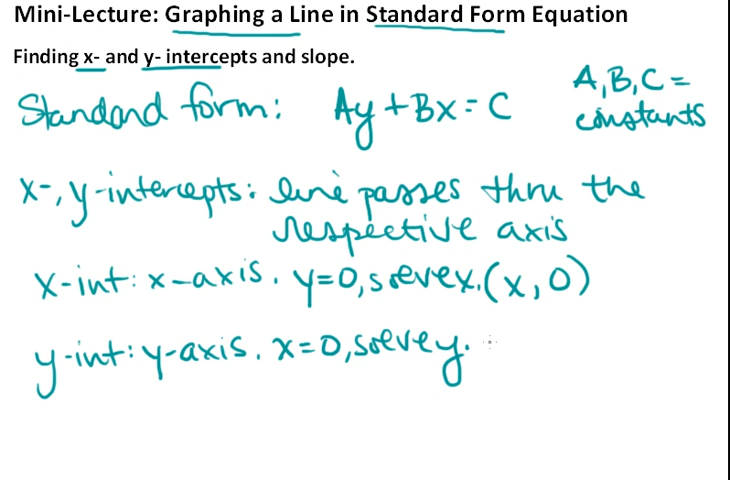 Mini-Lecture: Graphing a Line in Standard Form Equation
Finding x- and y- intercepts and slope.
Standard form: Ay + Bx = C
A, B, C =
constants
x-, y-intercepts: line passes thru the
respective axis
x-int: x-axis. y=0, solve x. (x, 0)
y-int: y-axis. x=0, solve y.